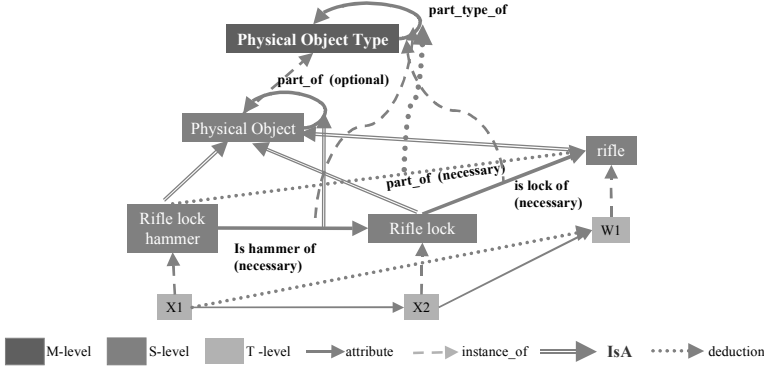 part_type_of
Physical Object Type
part_of (optional)
Physical Object
rifle
part_of (necessary)
is lock of
(necessary)
Rifle lock
hammer
Rifle lock
W1
Is hammer of
(necessary)
X1
X2
M-level
S-level
T -level
attribute
instance_of
IsA
deduction